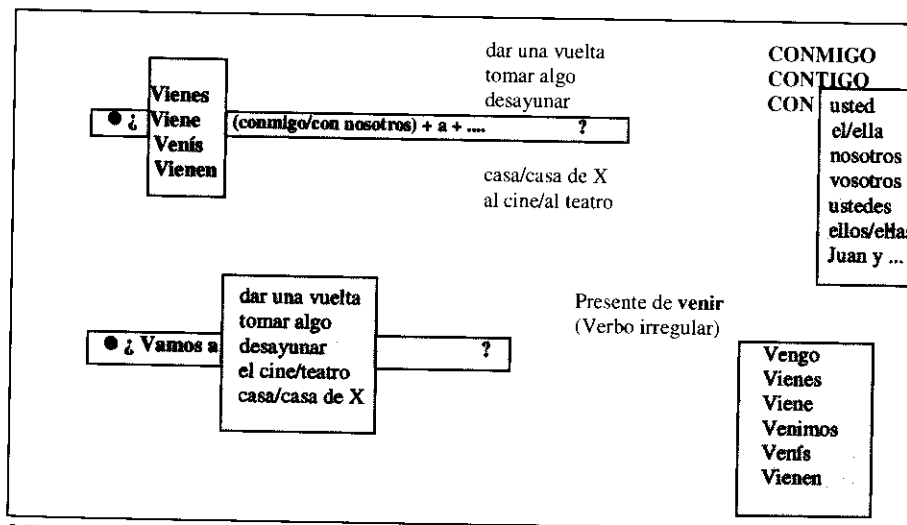 dar una vuelta
tomar algo
desayunar
● ¿
Vienes
Viene
Venís
Vienen
(conmigo/con nosotros) + a + .... ?
casa/casa de X
al cine/al teatro
CONMIGO
CONTIGO
CON
usted
el/ella
nosotros
vosotros
ustedes
ellos/ellas
Juan y ...
● ¿ Vamos a
dar una vuelta
tomar algo
desayunar
el cine/teatro
casa/casa de X
?
Presente de venir
(Verbo irregular)
Vengo
Vienes
Viene
Venimos
Venís
Vienen